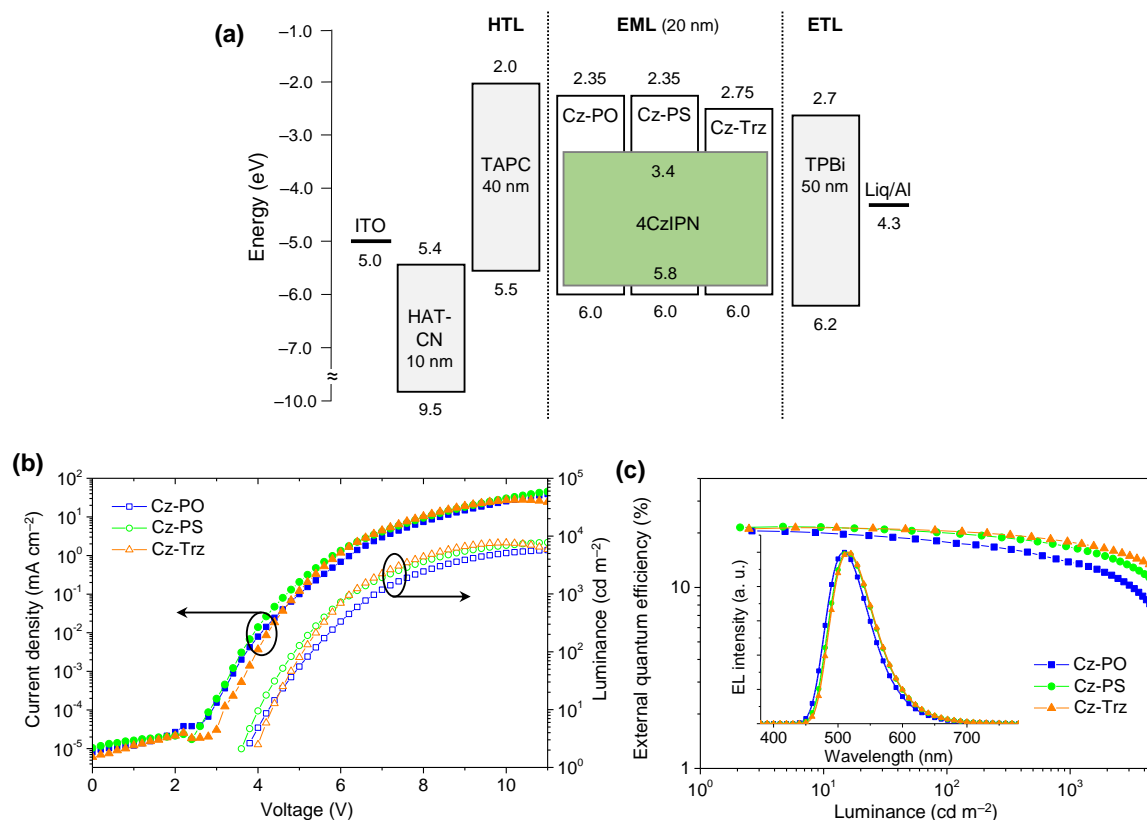 (a)
HTL
EML (20 nm)
ETL
Energy (eV)
–1.0
–2.0
–3.0
–4.0
–5.0
–6.0
–7.0
≈
–10.0
ITO
5.0
5.4
HAT-
CN
10 nm
9.5
2.0
TAPC
40 nm
5.5
2.35
2.35
2.75
Cz-PO
Cz-PS
Cz-Trz
3.4
4CzIPN
5.8
6.0
6.0
6.0
2.7
TPBi
50 nm
6.2
Liq/Al
4.3
(b)
Current density (mA cm–2)
102
101
100
10-1
10-2
10-3
10-4
10-5
Cz-PO
Cz-PS
Cz-Trz
105
104
103
102
101
100
Luminance (cd m–2)
0 2 4 6 8 10
Voltage (V)
(c)
External quantum efficiency (%)
10
1
EL intensity (a. u.)
400 500 600 700
Wavelength (nm)
Cz-PO
Cz-PS
Cz-Trz
100 101 102 103
Luminance (cd m–2)